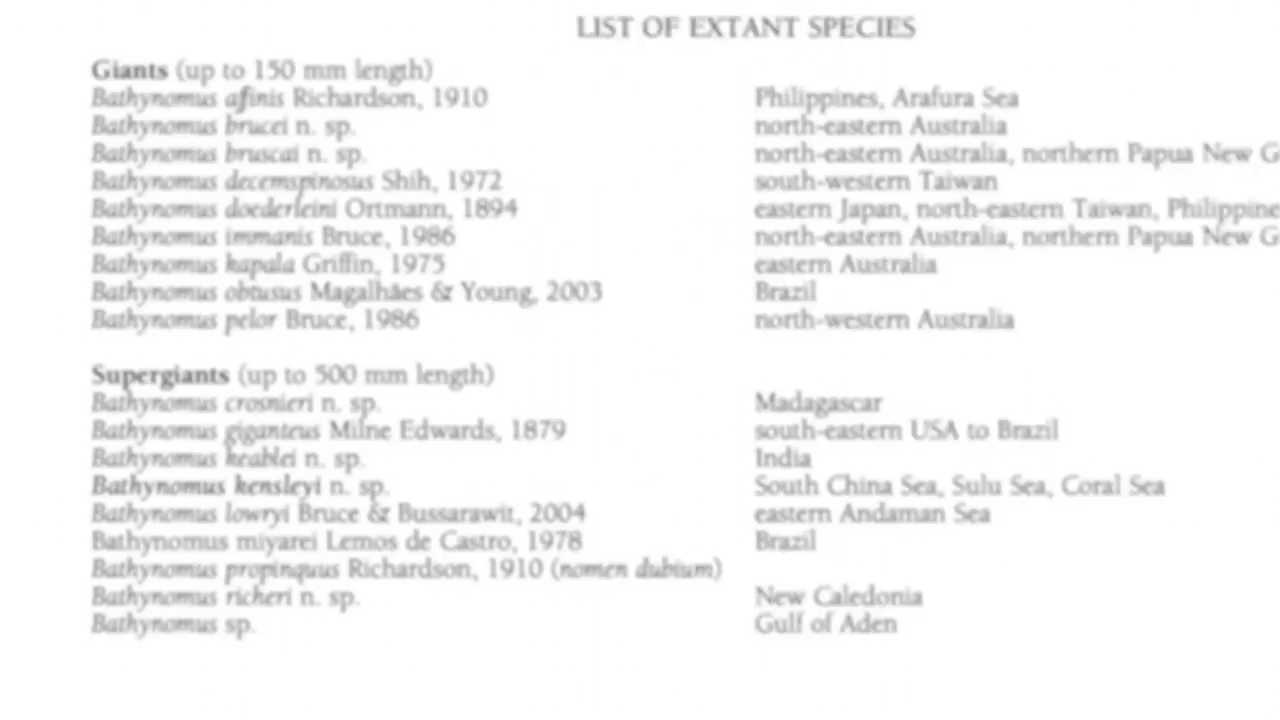 LIST OF EXTANT SPECIES
Giants (up to 150 mm length)
Bathynomus affinis Richardson, 1910 Philippines, Arafura Sea
Bathynomus brucei n. sp. north-eastern Australia
Bathynomus bruscai n. sp. north-eastern Australia, northern Papua New G
Bathynomus decemspinosus Shih, 1972 south-western Taiwan
Bathynomus doederleini Ortmann, 1894 eastern Japan, north-eastern Taiwan, Philippine
Bathynomus immanis Bruce, 1986 north-eastern Australia, northern Papua New G
Bathynomus kapala Griffin, 1975 eastern Australia
Bathynomus obtusus Magalhães & Young, 2003 Brazil
Bathynomus pelor Bruce, 1986 north-western Australia
Supergiants (up to 500 mm length)
Bathynomus crosnieri n. sp. Madagascar
Bathynomus giganteus Milne Edwards, 1879 south-eastern USA to Brazil
Bathynomus keablei n. sp. India
Bathynomus kensleyi n. sp. South China Sea, Sulu Sea, Coral Sea
Bathynomus lowryi Bruce & Bussarawit, 2004 eastern Andaman Sea
Bathynomus miyarei Lemos de Castro, 1978 Brazil
Bathynomus propinquus Richardson, 1910 (nomen dubium)
Bathynomus richeri n. sp. New Caledonia
Bathynomus sp. Gulf of Aden